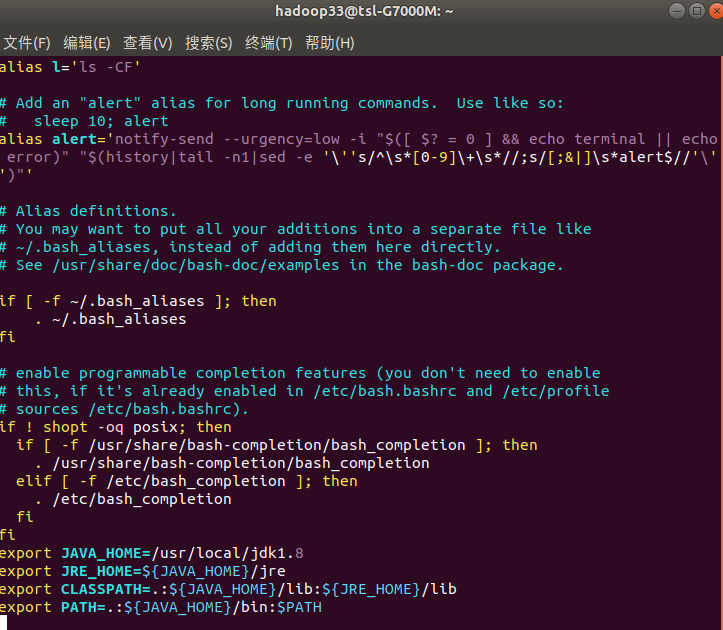 hadoop33@tsl-G7000M: ~
文件(F) 编辑(E) 查看(V) 搜索(S) 终端(T) 帮助(H)
alias l='ls -CF'
# Add an "alert" alias for long running commands.  Use like so:
#   sleep 10; alert
alias alert='notify-send --urgency=low -i "$([ $? = 0 ] && echo terminal || echo
 error)" "$(history|tail -n1|sed -e '\''s/^\s*[0-9]\+\s*//;s/[;&|]\s*alert$//'\'
')"'
# Alias definitions.
# You may want to put all your additions into a separate file like
# ~/.bash_aliases, instead of adding them here directly.
# See /usr/share/doc/bash-doc/examples in the bash-doc package.
if [ -f ~/.bash_aliases ]; then
    . ~/.bash_aliases
fi
# enable programmable completion features (you don't need to enable
# this, if it's already enabled in /etc/bash.bashrc and /etc/profile
# sources /etc/bash.bashrc).
if ! shopt -oq posix; then
  if [ -f /usr/share/bash-completion/bash_completion ]; then
    . /usr/share/bash-completion/bash_completion
  elif [ -f /etc/bash_completion ]; then
    . /etc/bash_completion
  fi
fi
export JAVA_HOME=/usr/local/jdk1.8
export JRE_HOME=${JAVA_HOME}/jre
export CLASSPATH=.:${JAVA_HOME}/lib:${JRE_HOME}/lib
export PATH=.:${JAVA_HOME}/bin:$PATH